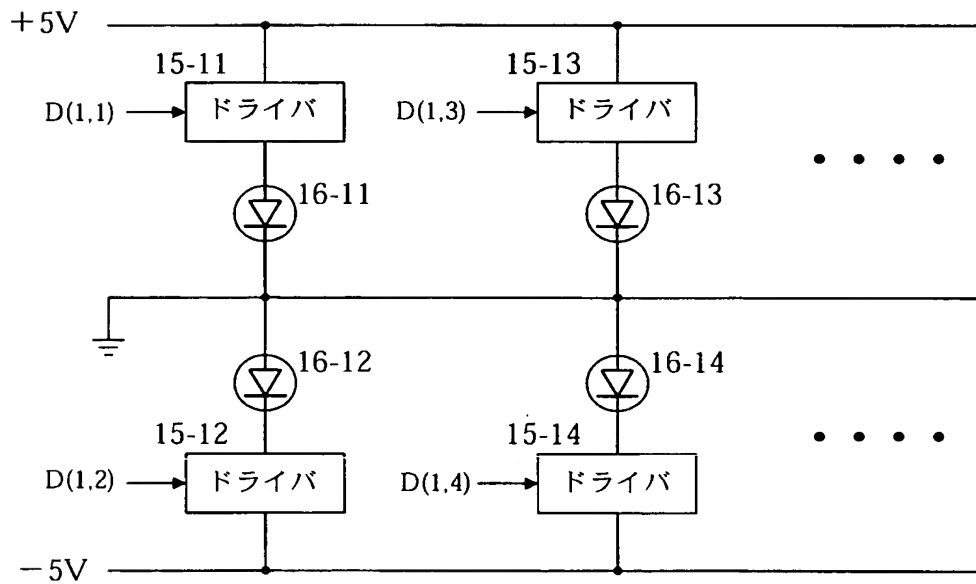 +5V
15-11
15-13
D(1,1)
ドライバ
D(1,3)
ドライバ
16-11
16-13
16-12
16-14
15-12
15-14
D(1,2)
ドライバ
D(1,4)
ドライバ
−5V